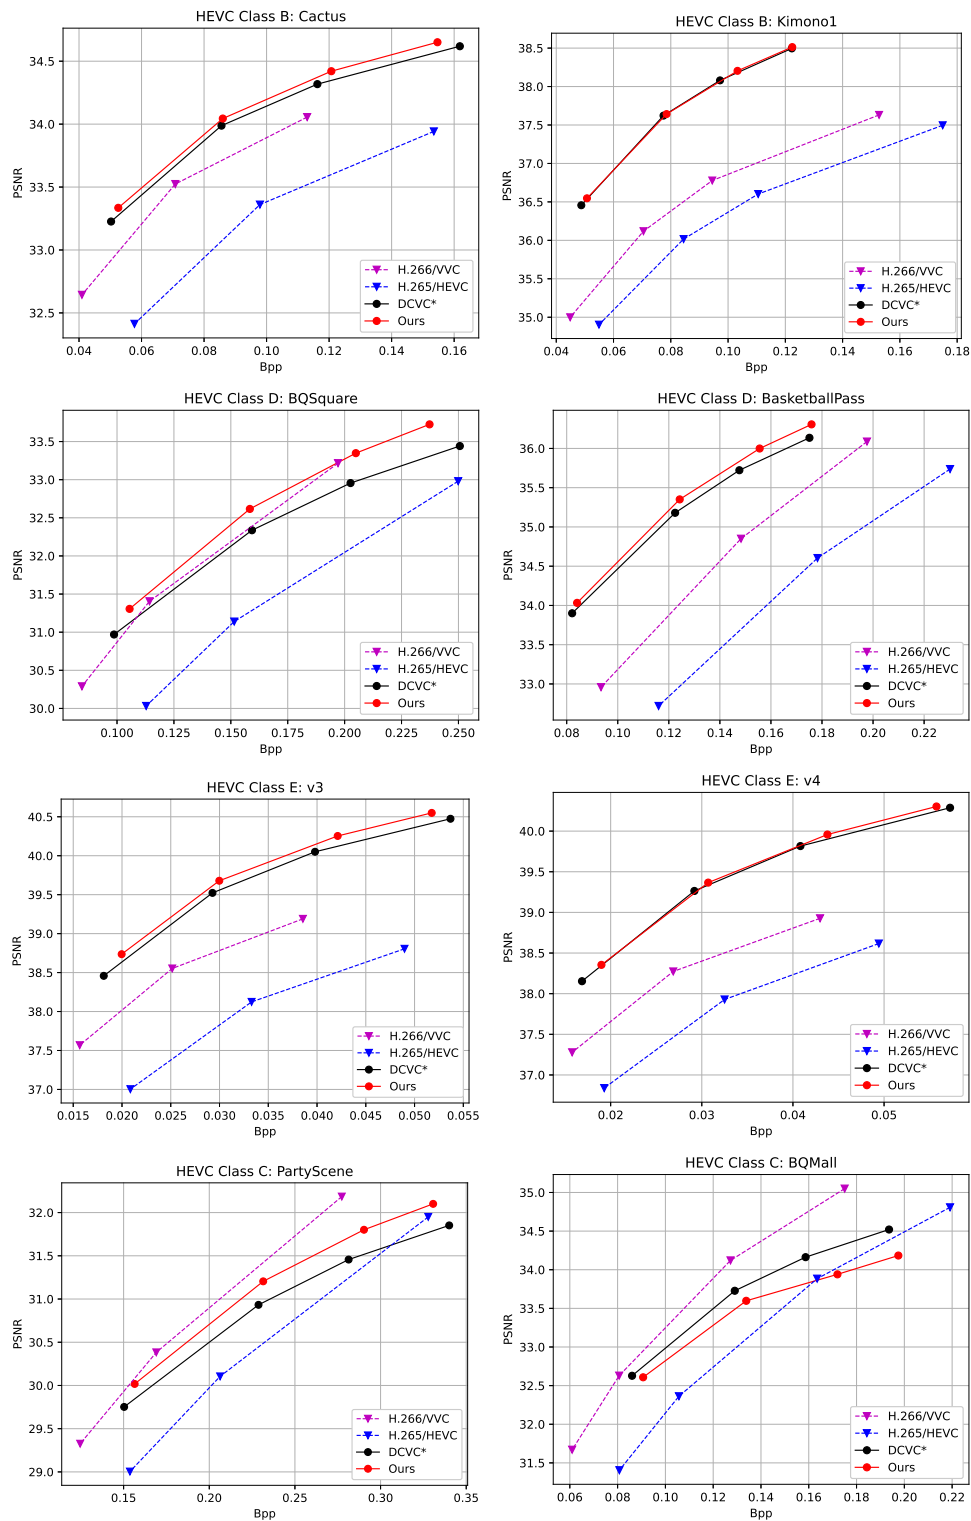 HEVC Class B: Cactus
PSNR
34.5
34.0
33.5
33.0
32.5
H.266/VVC
H.265/HEVC
DCVC*
Ours
0.04 0.06 0.08 0.10 0.12 0.14 0.16
Bpp
HEVC Class B: Kimono1
PSNR
38.5
38.0
37.5
37.0
36.5
36.0
35.5
35.0
H.266/VVC
H.265/HEVC
DCVC*
Ours
0.04 0.06 0.08 0.10 0.12 0.14 0.16 0.18
Bpp
HEVC Class D: BQSquare
PSNR
33.5
33.0
32.5
32.0
31.5
31.0
30.5
30.0
H.266/VVC
H.265/HEVC
DCVC*
Ours
0.100 0.125 0.150 0.175 0.200 0.225 0.250
Bpp
HEVC Class D: BasketballPass
PSNR
36.0
35.5
35.0
34.5
34.0
33.5
33.0
H.266/VVC
H.265/HEVC
DCVC*
Ours
0.08 0.10 0.12 0.14 0.16 0.18 0.20 0.22
Bpp
HEVC Class E: v3
PSNR
40.5
40.0
39.5
39.0
38.5
38.0
37.5
37.0
H.266/VVC
H.265/HEVC
DCVC*
Ours
0.015 0.020 0.025 0.030 0.035 0.040 0.045 0.050 0.055
Bpp
HEVC Class E: v4
PSNR
40.0
39.5
39.0
38.5
38.0
37.5
37.0
H.266/VVC
H.265/HEVC
DCVC*
Ours
0.02 0.03 0.04 0.05
Bpp
HEVC Class C: PartyScene
PSNR
32.0
31.5
31.0
30.5
30.0
29.5
29.0
H.266/VVC
H.265/HEVC
DCVC*
Ours
0.15 0.20 0.25 0.30 0.35
Bpp
HEVC Class C: BQMall
PSNR
35.0
34.5
34.0
33.5
33.0
32.5
32.0
31.5
H.266/VVC
H.265/HEVC
DCVC*
Ours
0.06 0.08 0.10 0.12 0.14 0.16 0.18 0.20 0.22
Bpp